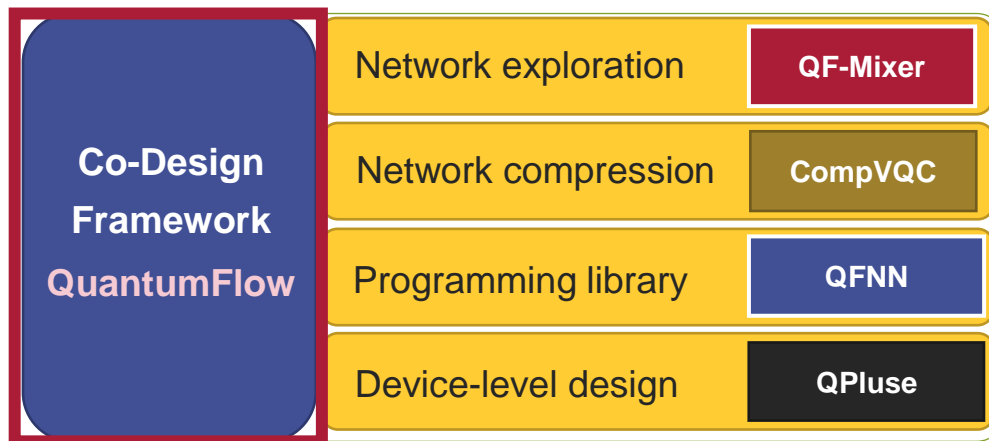 Co-Design
Framework
QuantumFlow
Network exploration
QF-Mixer
Network compression
CompVQC
Programming library
QFNN
Device-level design
QPluse